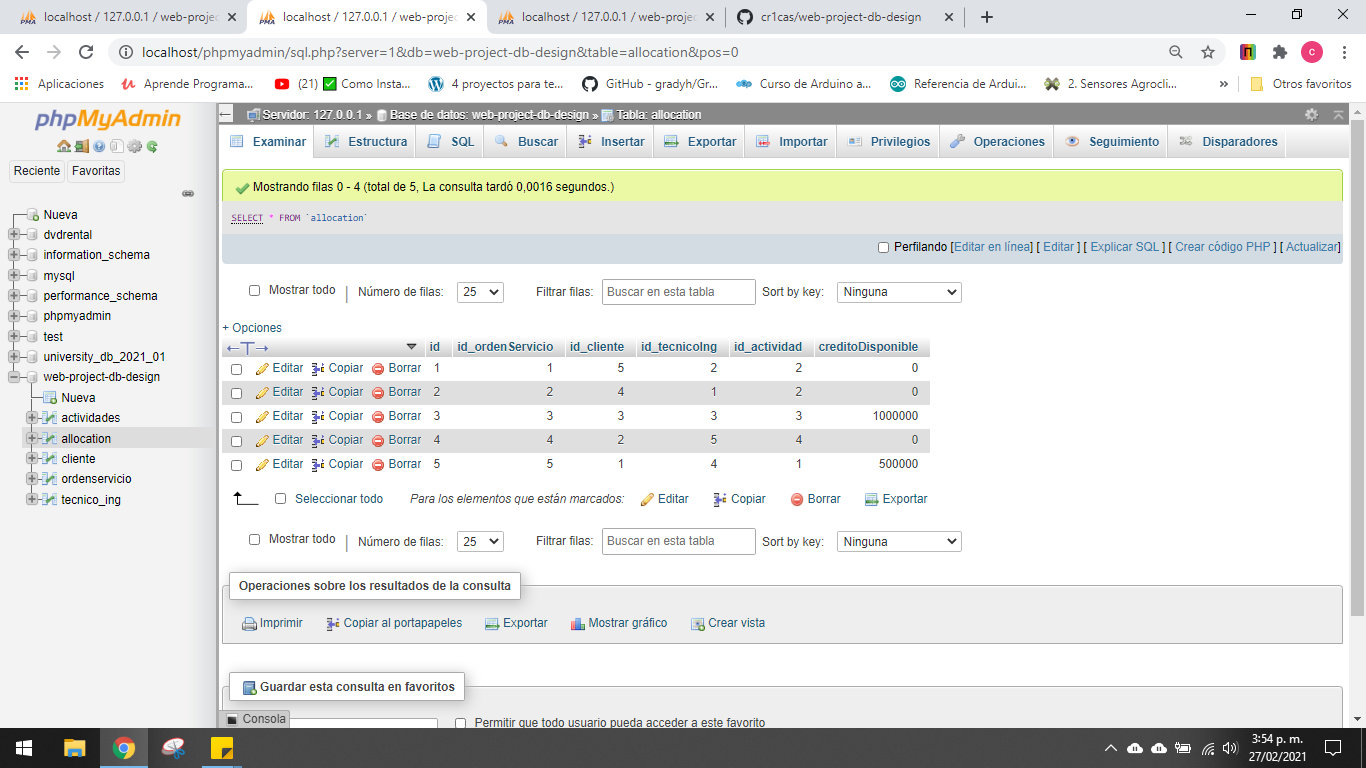 localhost / 127.0.0.1 / web-projec
localhost / 127.0.0.1 / web-projec
localhost / 127.0.0.1 / web-projec
cr1cas/web-project-db-design
localhost/phpmyadmin/sql.php?server=1&db=web-project-db-design&table=allocation&pos=0
c
Aplicaciones
Aprende Programa...
(21) ✅ Como Insta...
4 proyectos para te...
GitHub - gradyh/Gr...
Curso de Arduino a...
Referencia de Ardui...
2. Sensores Agrocli...
»
Otros favoritos
phpMyAdmin
Reciente
Favoritas
Nueva
dvdrental
information_schema
mysql
performance_schema
phpmyadmin
test
university_db_2021_01
web-project-db-design
Nueva
actividades
allocation
cliente
ordenservicio
tecnico_ing
Servidor: 127.0.0.1 » Base de datos: web-project-db-design » Tabla: allocation
Examinar Estructura SQL Buscar Insertar Exportar Importar Privilegios Operaciones Seguimiento Disparadores
Mostrando filas 0 - 4 (total de 5, La consulta tardó 0,0016 segundos.)
SELECT * FROM `allocation`
Perfilando [Editar en línea] [ Editar ] [ Explicar SQL ] [ Crear código PHP ] [ Actualizar]
Mostrar todo | Número de filas: 25 Filtrar filas: Buscar en esta tabla Sort by key: Ninguna
+ Opciones
←T→ id id_ordenServicio id_cliente id_tecnicoIng id_actividad creditoDisponible
Editar Copiar Borrar 1 1 5 2 2 0
Editar Copiar Borrar 2 2 4 1 2 0
Editar Copiar Borrar 3 3 3 3 3 1000000
Editar Copiar Borrar 4 4 2 5 4 0
Editar Copiar Borrar 5 5 1 4 1 500000
Seleccionar todo Para los elementos que están marcados: Editar Copiar Borrar Exportar
Mostrar todo | Número de filas: 25 Filtrar filas: Buscar en esta tabla Sort by key: Ninguna
Operaciones sobre los resultados de la consulta
Imprimir Copiar al portapapeles Exportar Mostrar gráfico Crear vista
Guardar esta consulta en favoritos
Consola
Permitir que todo usuario pueda acceder a este favorito
3:54 p. m.
27/02/2021